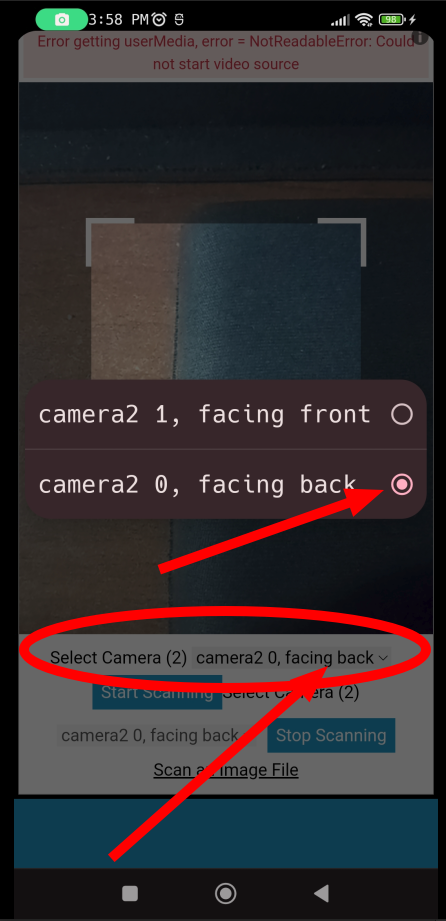 3:58 PM
98
Error getting userMedia, error = NotReadableError: Could
not start video source
camera2 1, facing front
camera2 0, facing back
Select Camera (2) camera2 0, facing back
Start Scanning Select Camera (2)
camera2 0, facing back Stop Scanning
Scan an Image File